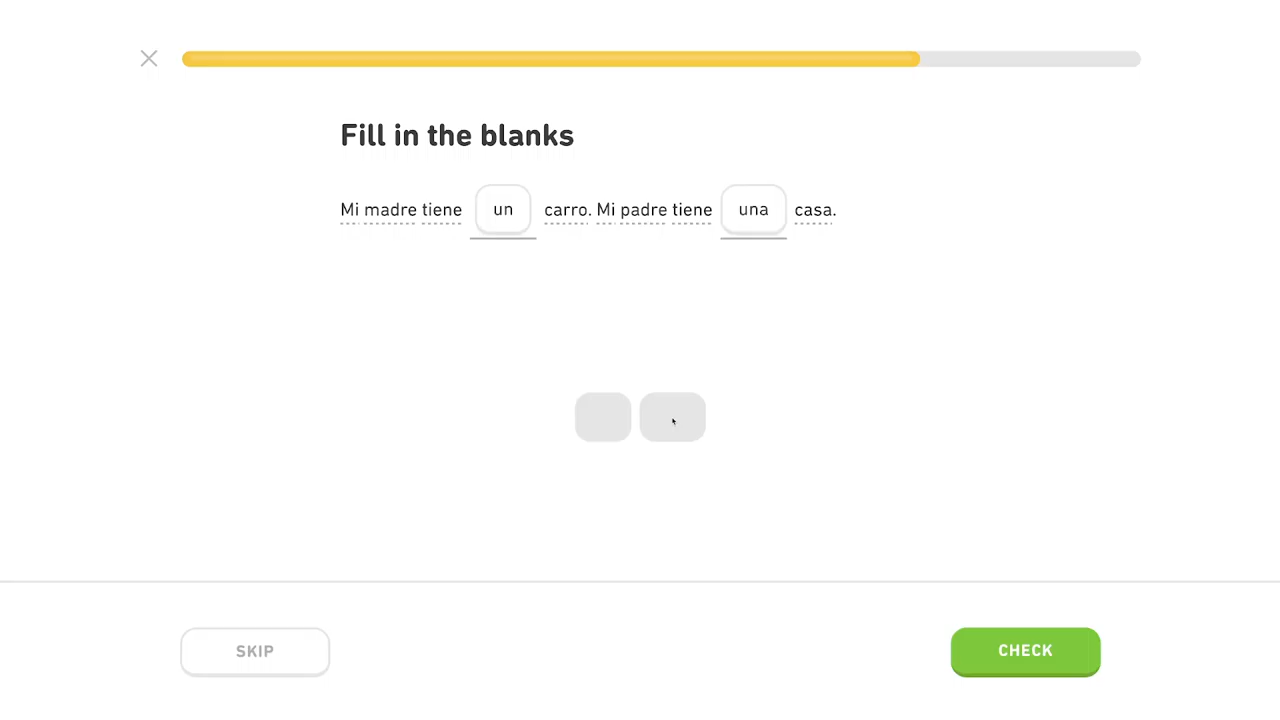 Fill in the blanks
Mi madre tiene un carro. Mi padre tiene una casa.
SKIP
CHECK